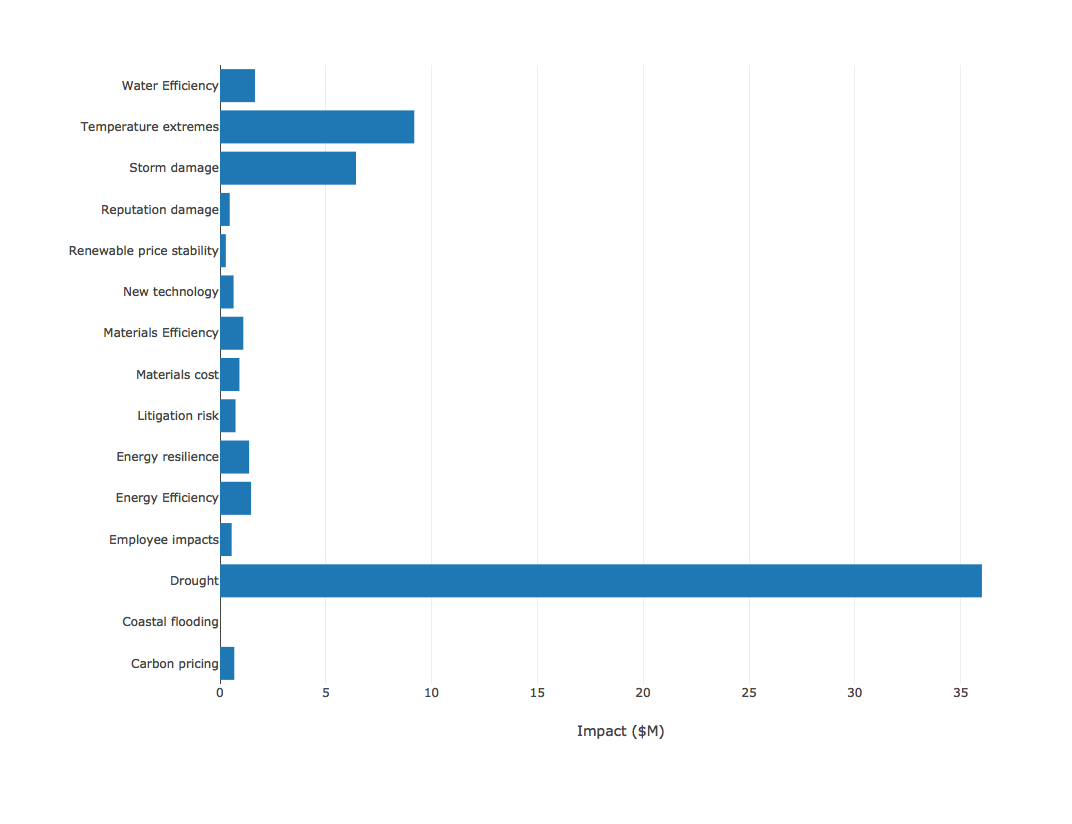 Water Efficiency
Temperature extremes
Storm damage
Reputation damage
Renewable price stability
New technology
Materials Efficiency
Materials cost
Litigation risk
Energy resilience
Energy Efficiency
Employee impacts
Drought
Coastal flooding
Carbon pricing
0 5 10 15 20 25 30 35
Impact ($M)